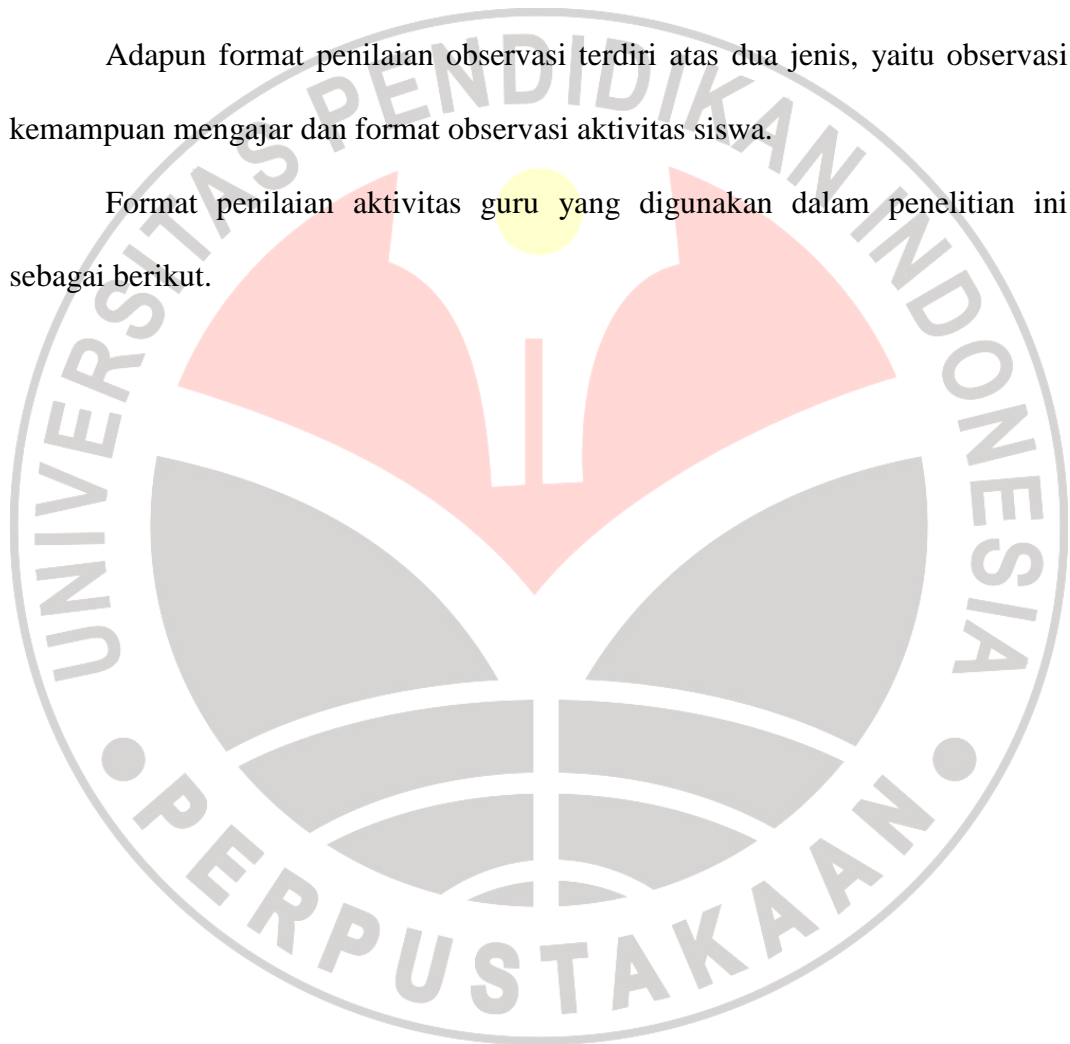 Adapun format penilaian observasi terdiri atas dua jenis, yaitu observasi
kemampuan mengajar dan format observasi aktivitas siswa.
Format penilaian aktivitas guru yang digunakan dalam penelitian ini
sebagai berikut.
UNIVERSITAS PENDIDIKAN INDONESIA
PERPUSTAKAAN